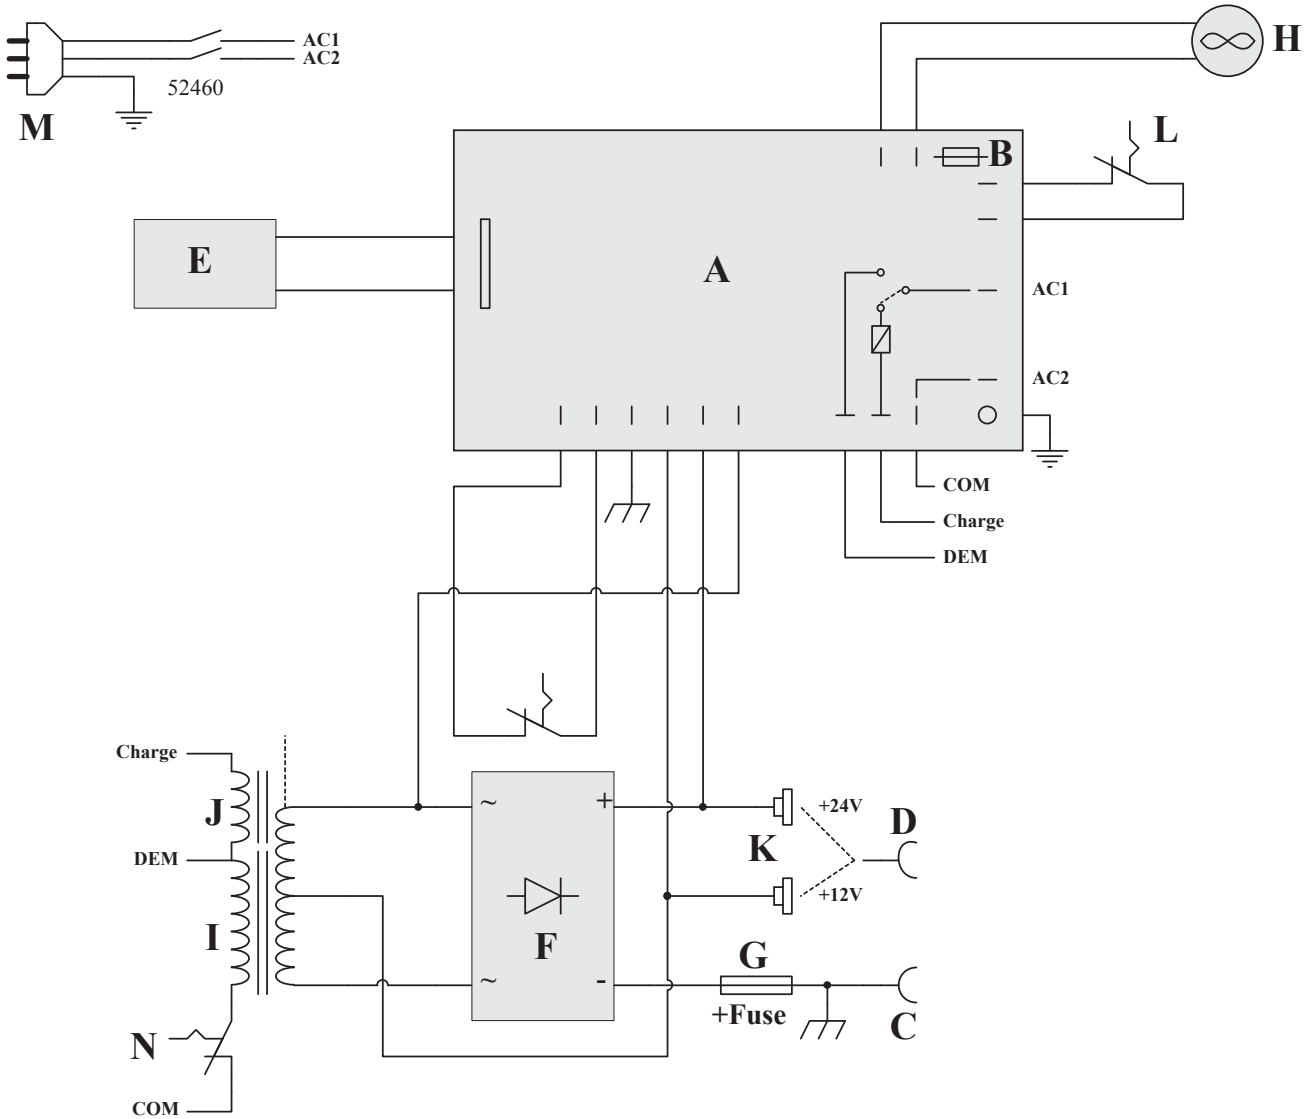 AC1
AC2
52460
M
H
L
B
E
A
AC1
AC2
COM
Charge
DEM
Charge
J
DEM
I
N
COM
~
+
~
-
F
K
+24V
+12V
D
G
+Fuse
C